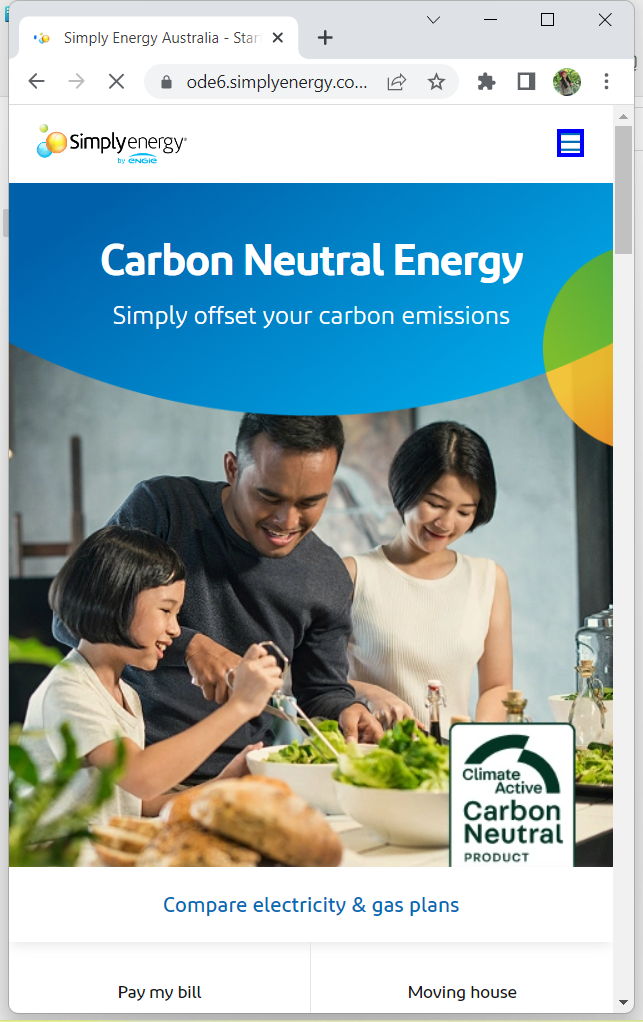 Simply Energy Australia - Star
ode6.simplyenergy.co...
Simplyenergy®
by ENGIE
Carbon Neutral Energy
Simply offset your carbon emissions
Climate
Active
Carbon
Neutral
PRODUCT
Compare electricity & gas plans
Pay my bill
Moving house